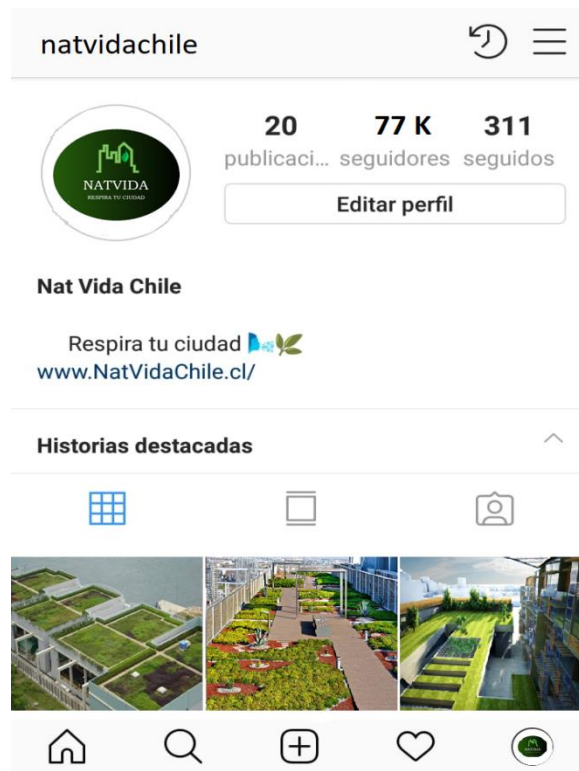 natvidachile
20 77 K 311
publicaci... seguidores seguidos
Editar perfil
NATVIDA
RESPIRA TU CIUDAD
Nat Vida Chile
Respira tu ciudad 🌬️🌿
www.NatVidaChile.cl/
Historias destacadas